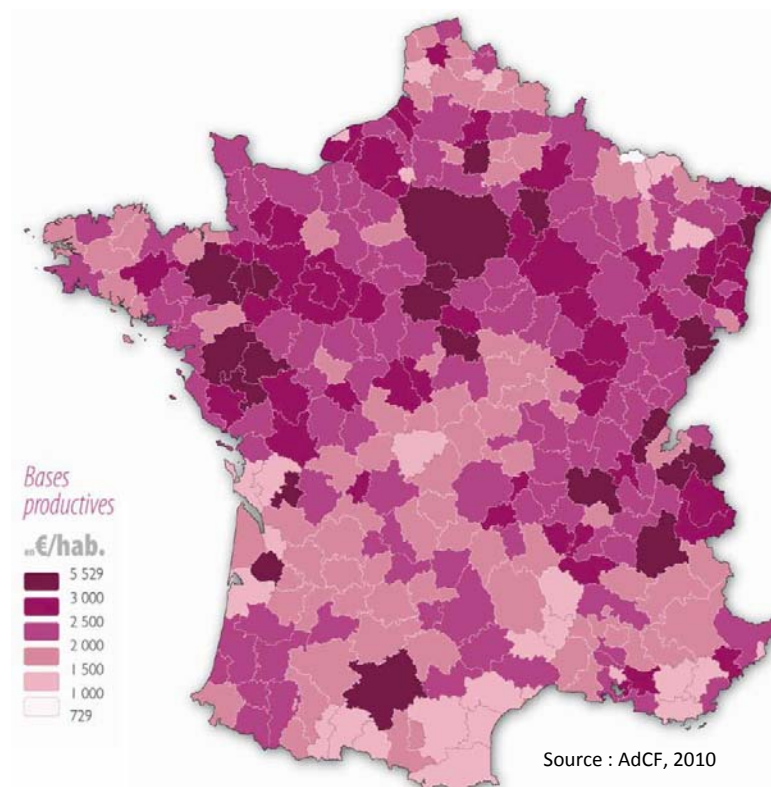 Bases
productives
en €/hab.
5 529
3 000
2 500
2 000
1 500
1 000
729
Source : AdCF, 2010